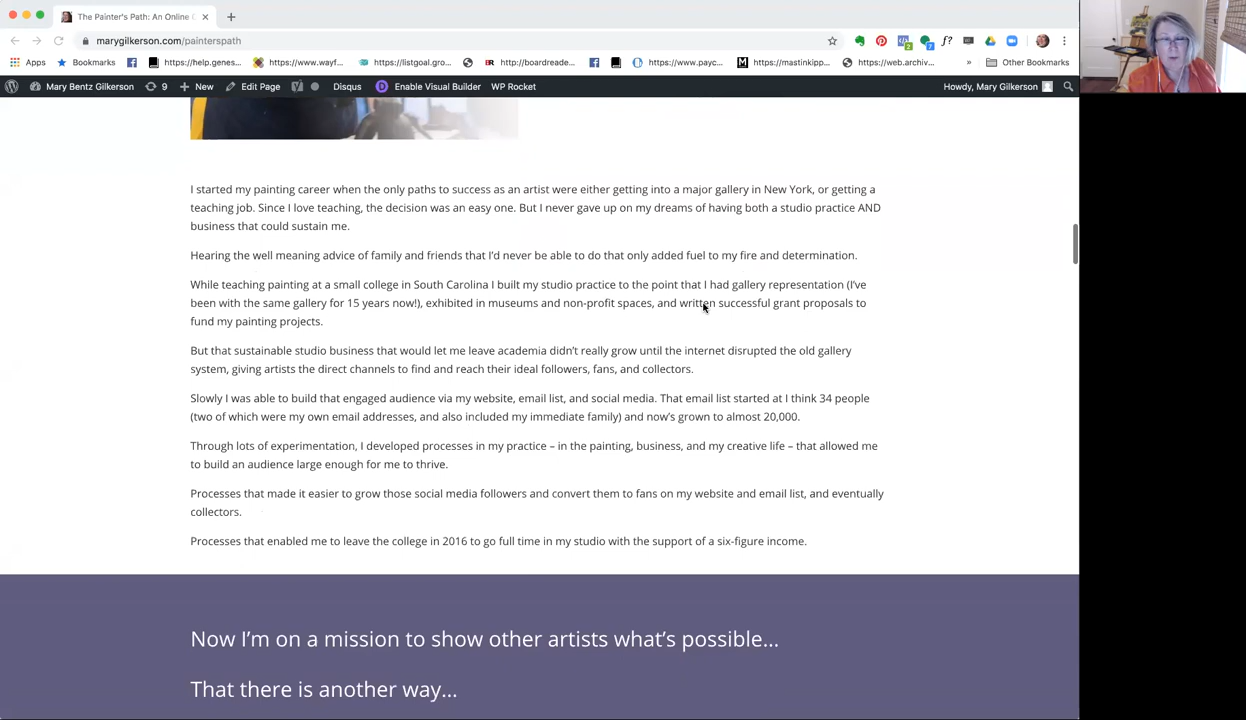 The Painter's Path: An Online
marygilkerson.com/painterspath
Apps Bookmarks https://help.genes... https://www.wayf... https://listgoal.gro... http://boardreade... https://www.payc... https://mastinkipp... https://web.archiv... » Other Bookmarks
Mary Bentz Gilkerson 9 New Edit Page Disqus Enable Visual Builder WP Rocket Howdy, Mary Gilkerson
I started my painting career when the only paths to success as an artist were either getting into a major gallery in New York, or getting a
teaching job. Since I love teaching, the decision was an easy one. But I never gave up on my dreams of having both a studio practice AND
business that could sustain me.
Hearing the well meaning advice of family and friends that I'd never be able to do that only added fuel to my fire and determination.
While teaching painting at a small college in South Carolina I built my studio practice to the point that I had gallery representation (I've
been with the same gallery for 15 years now!), exhibited in museums and non-profit spaces, and written successful grant proposals to
fund my painting projects.
But that sustainable studio business that would let me leave academia didn't really grow until the internet disrupted the old gallery
system, giving artists the direct channels to find and reach their ideal followers, fans, and collectors.
Slowly I was able to build that engaged audience via my website, email list, and social media. That email list started at I think 34 people
(two of which were my own email addresses, and also included my immediate family) and now's grown to almost 20,000.
Through lots of experimentation, I developed processes in my practice – in the painting, business, and my creative life – that allowed me
to build an audience large enough for me to thrive.
Processes that made it easier to grow those social media followers and convert them to fans on my website and email list, and eventually
collectors.
Processes that enabled me to leave the college in 2016 to go full time in my studio with the support of a six-figure income.
Now I'm on a mission to show other artists what's possible...
That there is another way...